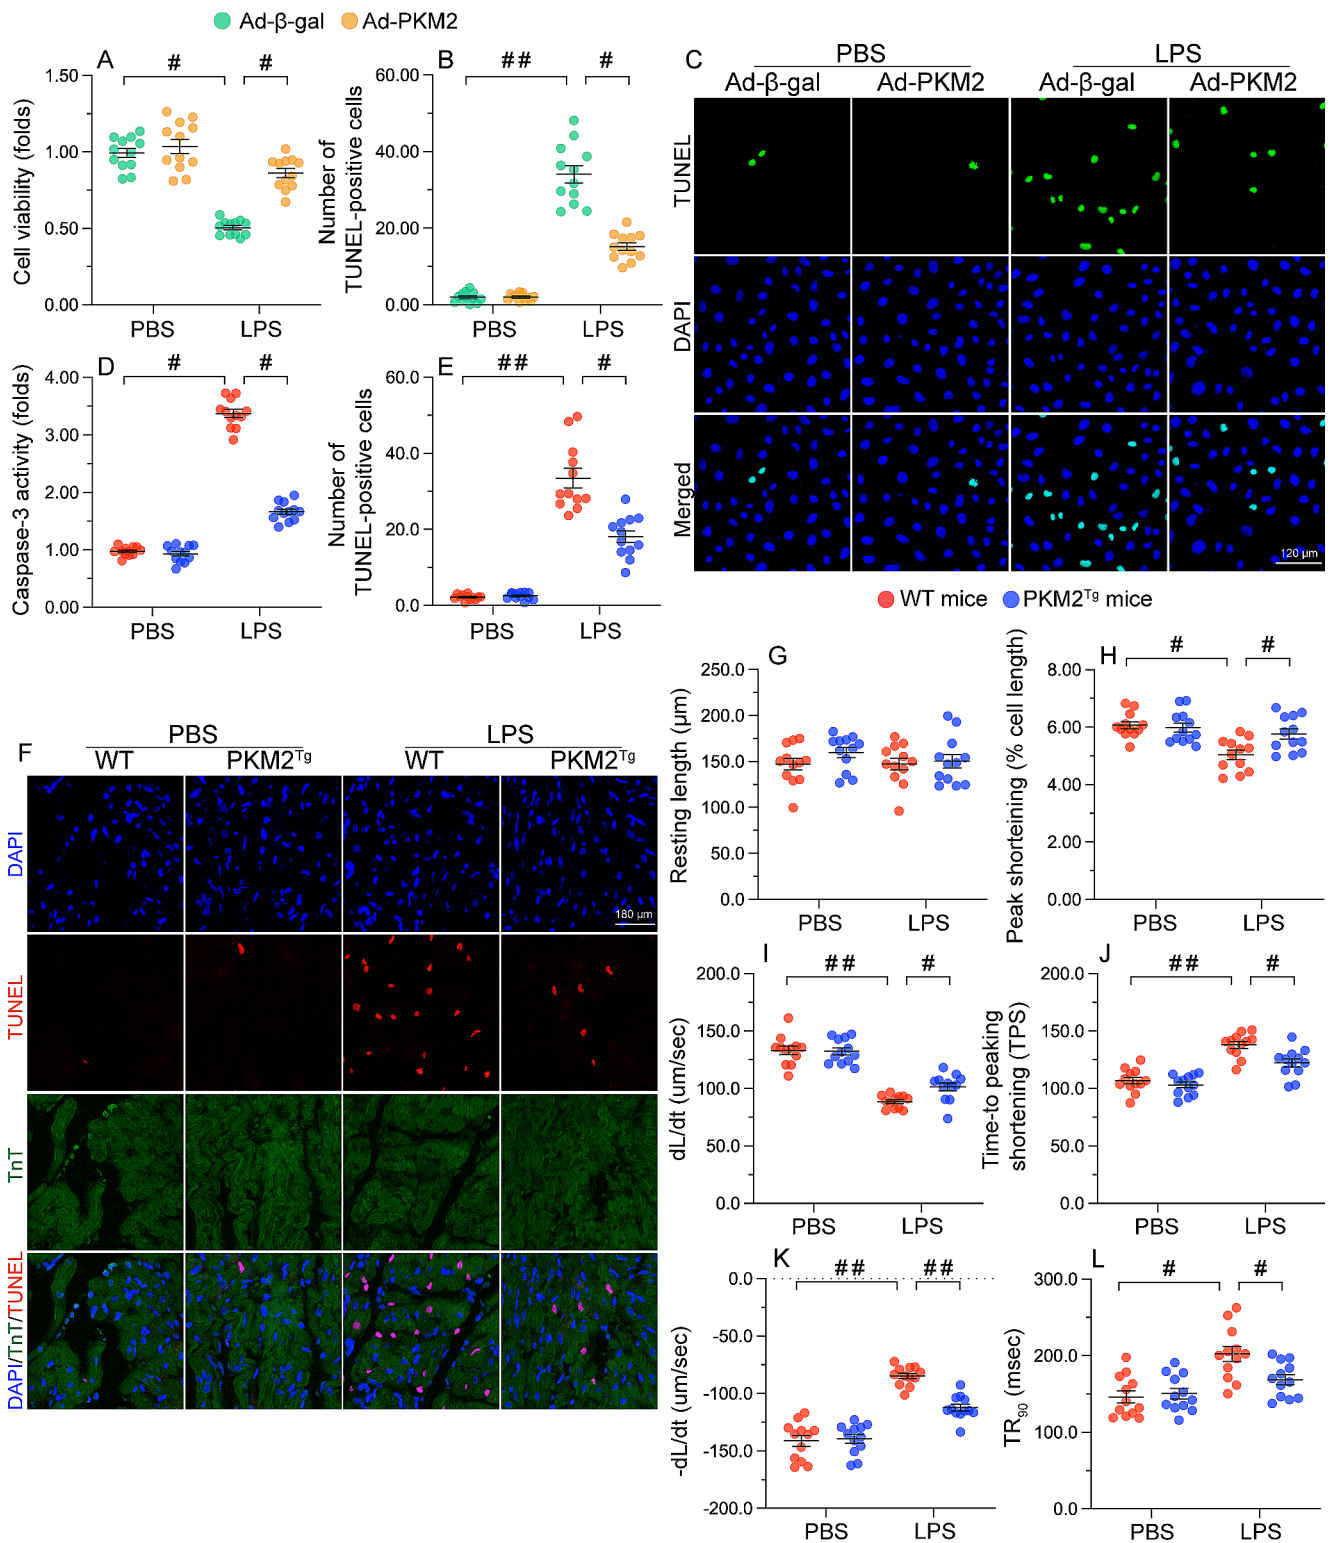 Ad-β-gal Ad-PKM2
A
Cell viability (folds)
1.50
1.00
0.50
0.00
# #
PBS LPS
B
Number of
TUNEL-positive cells
60.00
40.00
20.00
0.00
## #
PBS LPS
C
PBS LPS
Ad-β-gal Ad-PKM2 Ad-β-gal Ad-PKM2
TUNEL
DAPI
Merged
120 μm
D
Caspase-3 activity (folds)
4.00
3.00
2.00
1.00
0.00
# #
PBS LPS
E
Number of
TUNEL-positive cells
60.0
40.0
20.0
0.0
## #
PBS LPS
WT mice PKM2Tg mice
F
PBS LPS
WT PKM2Tg WT PKM2Tg
DAPI
180 μm
TUNEL
TnT
DAPI/TnT/TUNEL
G
Resting length (μm)
250.0
200.0
150.0
100.0
50.0
0.0
PBS LPS
H
Peak shorteining (% cell length)
8.00
6.00
4.00
2.00
0.00
# #
PBS LPS
I
dL/dt (um/sec)
200.0
150.0
100.0
50.0
0.0
## #
PBS LPS
J
Time-to peaking
shortening (TPS)
200.0
150.0
100.0
50.0
0.0
## #
PBS LPS
K
-dL/dt (um/sec)
0.0
-50.0
-100.0
-150.0
-200.0
## ##
PBS LPS
L
TR90 (msec)
300.0
200.0
100.0
0.0
# #
PBS LPS